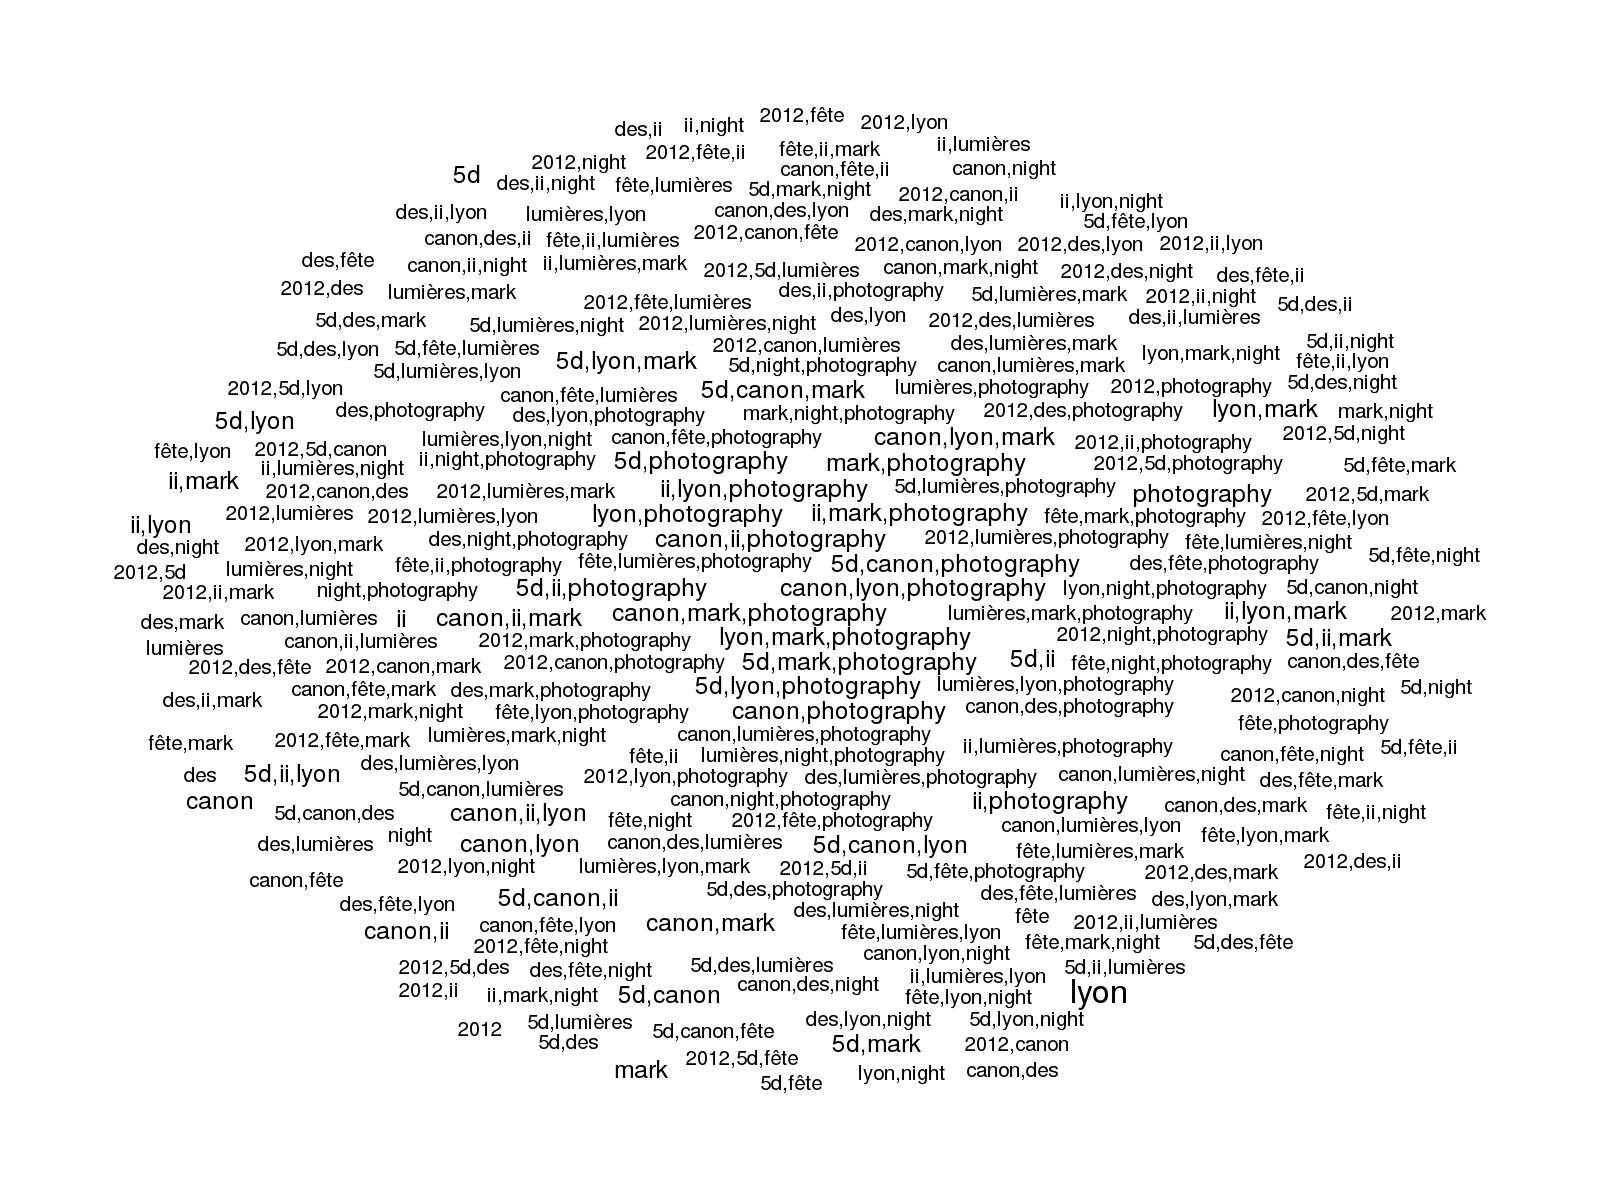 2012,fête
des,ii ii,night 2012,lyon
2012,night 2012,fête,ii fête,ii,mark ii,lumières
5d des,ii,night fête,lumières 5d,mark,night canon,fête,ii canon,night
2012,canon,ii ii,lyon,night
des,ii,lyon lumières,lyon canon,des,lyon des,mark,night 5d,fête,lyon
canon,des,ii fête,ii,lumières 2012,canon,fête 2012,canon,lyon 2012,des,lyon 2012,ii,lyon
des,fête canon,ii,night ii,lumières,mark 2012,5d,lumières canon,mark,night 2012,des,night des,fête,ii
2012,des lumières,mark 2012,fête,lumières des,ii,photography 5d,lumières,mark 2012,ii,night 5d,des,ii
5d,des,mark 5d,lumières,night 2012,lumières,night des,lyon 2012,des,lumières des,ii,lumières
5d,des,lyon 5d,fête,lumières 5d,lyon,mark 2012,canon,lumières des,lumières,mark lyon,mark,night 5d,ii,night
5d,lumières,lyon 5d,night,photography canon,lumières,mark fête,ii,lyon
2012,5d,lyon canon,fête,lumières 5d,canon,mark lumières,photography 2012,photography 5d,des,night
5d,lyon des,photography des,lyon,photography mark,night,photography 2012,des,photography lyon,mark mark,night
fête,lyon 2012,5d,canon lumières,lyon,night canon,fête,photography canon,lyon,mark 2012,ii,photography 2012,5d,night
ii,lumières,night ii,night,photography 5d,photography mark,photography 2012,5d,photography 5d,fête,mark
ii,mark 2012,canon,des 2012,lumières,mark ii,lyon,photography 5d,lumières,photography photography 2012,5d,mark
ii,lyon 2012,lumières 2012,lumières,lyon lyon,photography ii,mark,photography fête,mark,photography 2012,fête,lyon
des,night 2012,lyon,mark des,night,photography canon,ii,photography 2012,lumières,photography fête,lumières,night 5d,fête,night
2012,5d lumières,night fête,ii,photography fête,lumières,photography 5d,canon,photography des,fête,photography
2012,ii,mark night,photography 5d,ii,photography canon,lyon,photography lyon,night,photography 5d,canon,night
des,mark canon,lumières ii canon,ii,mark canon,mark,photography lumières,mark,photography ii,lyon,mark 2012,mark
lumières canon,ii,lumières 2012,mark,photography lyon,mark,photography 2012,night,photography 5d,ii,mark
2012,des,fête 2012,canon,mark 2012,canon,photography 5d,mark,photography 5d,ii fête,night,photography canon,des,fête
des,ii,mark canon,fête,mark des,mark,photography 5d,lyon,photography lumières,lyon,photography 2012,canon,night 5d,night
2012,mark,night fête,lyon,photography canon,photography canon,des,photography fête,photography
fête,mark 2012,fête,mark lumières,mark,night canon,lumières,photography ii,lumières,photography 5d,fête,ii
des,lumières,lyon fête,ii lumières,night,photography canon,fête,night
des 5d,ii,lyon 2012,lyon,photography des,lumières,photography canon,lumières,night des,fête,mark
canon 5d,canon,lumières canon,night,photography ii,photography canon,des,mark
5d,canon,des canon,ii,lyon fête,night 2012,fête,photography canon,lumières,lyon fête,ii,night
des,lumières night canon,lyon canon,des,lumières 5d,canon,lyon fête,lumières,mark fête,lyon,mark
2012,lyon,night lumières,lyon,mark 2012,5d,ii 5d,fête,photography 2012,des,mark 2012,des,ii
canon,fête 5d,des,photography des,fête,lumières
des,fête,lyon 5d,canon,ii des,lumières,night fête des,lyon,mark
canon,ii canon,fête,lyon canon,mark fête,lumières,lyon 2012,ii,lumières
2012,fête,night canon,lyon,night fête,mark,night 5d,des,fête
2012,5d,des des,fête,night 5d,des,lumières ii,lumières,lyon 5d,ii,lumières
2012,ii ii,mark,night 5d,canon canon,des,night fête,lyon,night lyon
2012 5d,lumières 5d,canon,fête des,lyon,night 5d,lyon,night
5d,des 5d,mark 2012,canon
mark 2012,5d,fête lyon,night canon,des
5d,fête